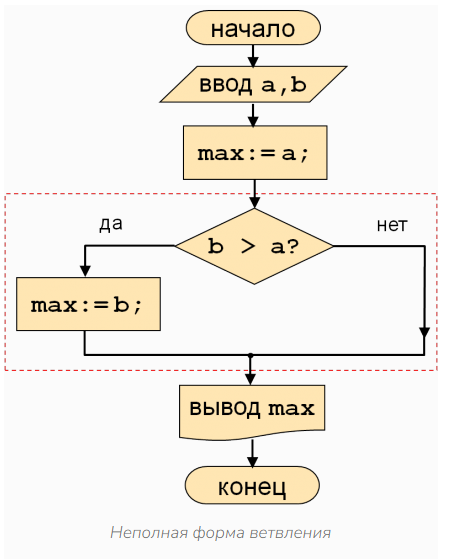 начало
ввод a,b
max:=a;
да
нет
b > a?
max:=b;
вывод max
конец
Неполная форма ветвления